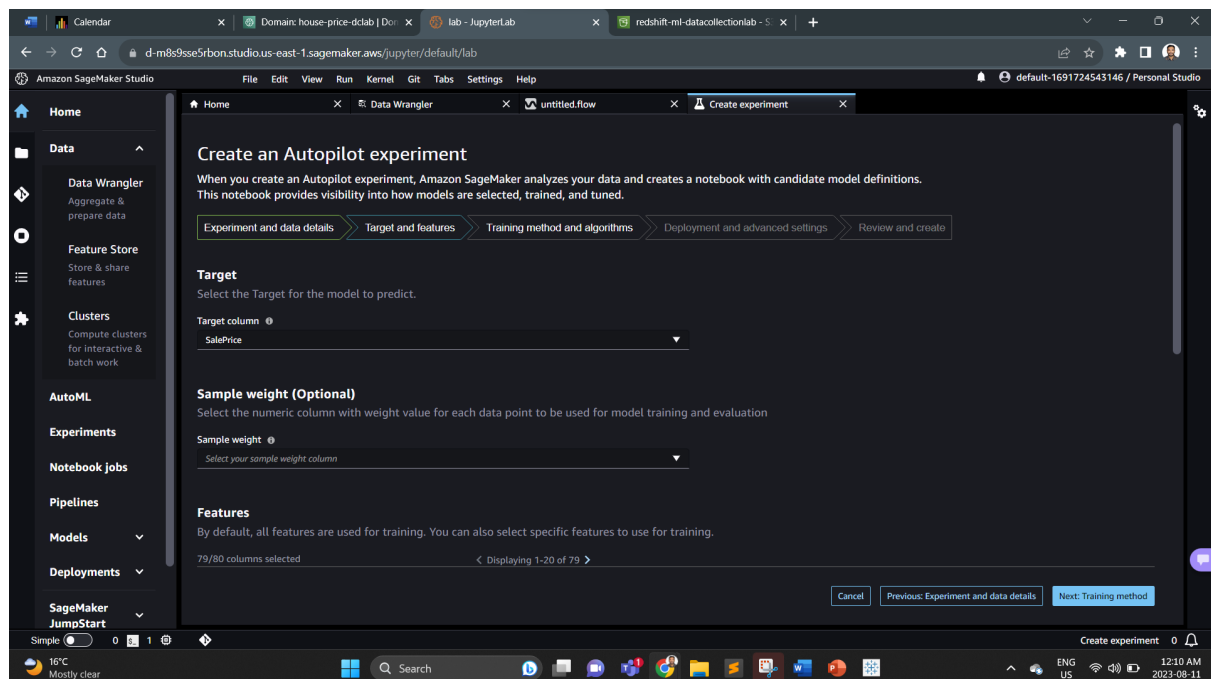 Calendar
Domain: house-price-dclab | Don
lab - JupyterLab
redshift-ml-datacollectionlab - S
d-m8s9sse5rbon.studio.us-east-1.sagemaker.aws/jupyter/default/lab
Amazon SageMaker Studio
File Edit View Run Kernel Git Tabs Settings Help
default-1691724543146 / Personal Studio
Home
Data Wrangler
untitled.flow
Create experiment
Home
Data
Data Wrangler
Aggregate &
prepare data
Feature Store
Store & share
features
Clusters
Compute clusters
for interactive &
batch work
AutoML
Experiments
Notebook jobs
Pipelines
Models
Deployments
SageMaker
JumpStart
Create an Autopilot experiment
When you create an Autopilot experiment, Amazon SageMaker analyzes your data and creates a notebook with candidate model definitions.
This notebook provides visibility into how models are selected, trained, and tuned.
Experiment and data details
Target and features
Training method and algorithms
Deployment and advanced settings
Review and create
Target
Select the Target for the model to predict.
Target column
SalePrice
Sample weight (Optional)
Select the numeric column with weight value for each data point to be used for model training and evaluation
Sample weight
Select your sample weight column
Features
By default, all features are used for training. You can also select specific features to use for training.
79/80 columns selected
Displaying 1-20 of 79
Cancel
Previous: Experiment and data details
Next: Training method
Simple
0
1
Create experiment 0
16°C
Mostly clear
Search
ENG
US
12:10 AM
2023-08-11